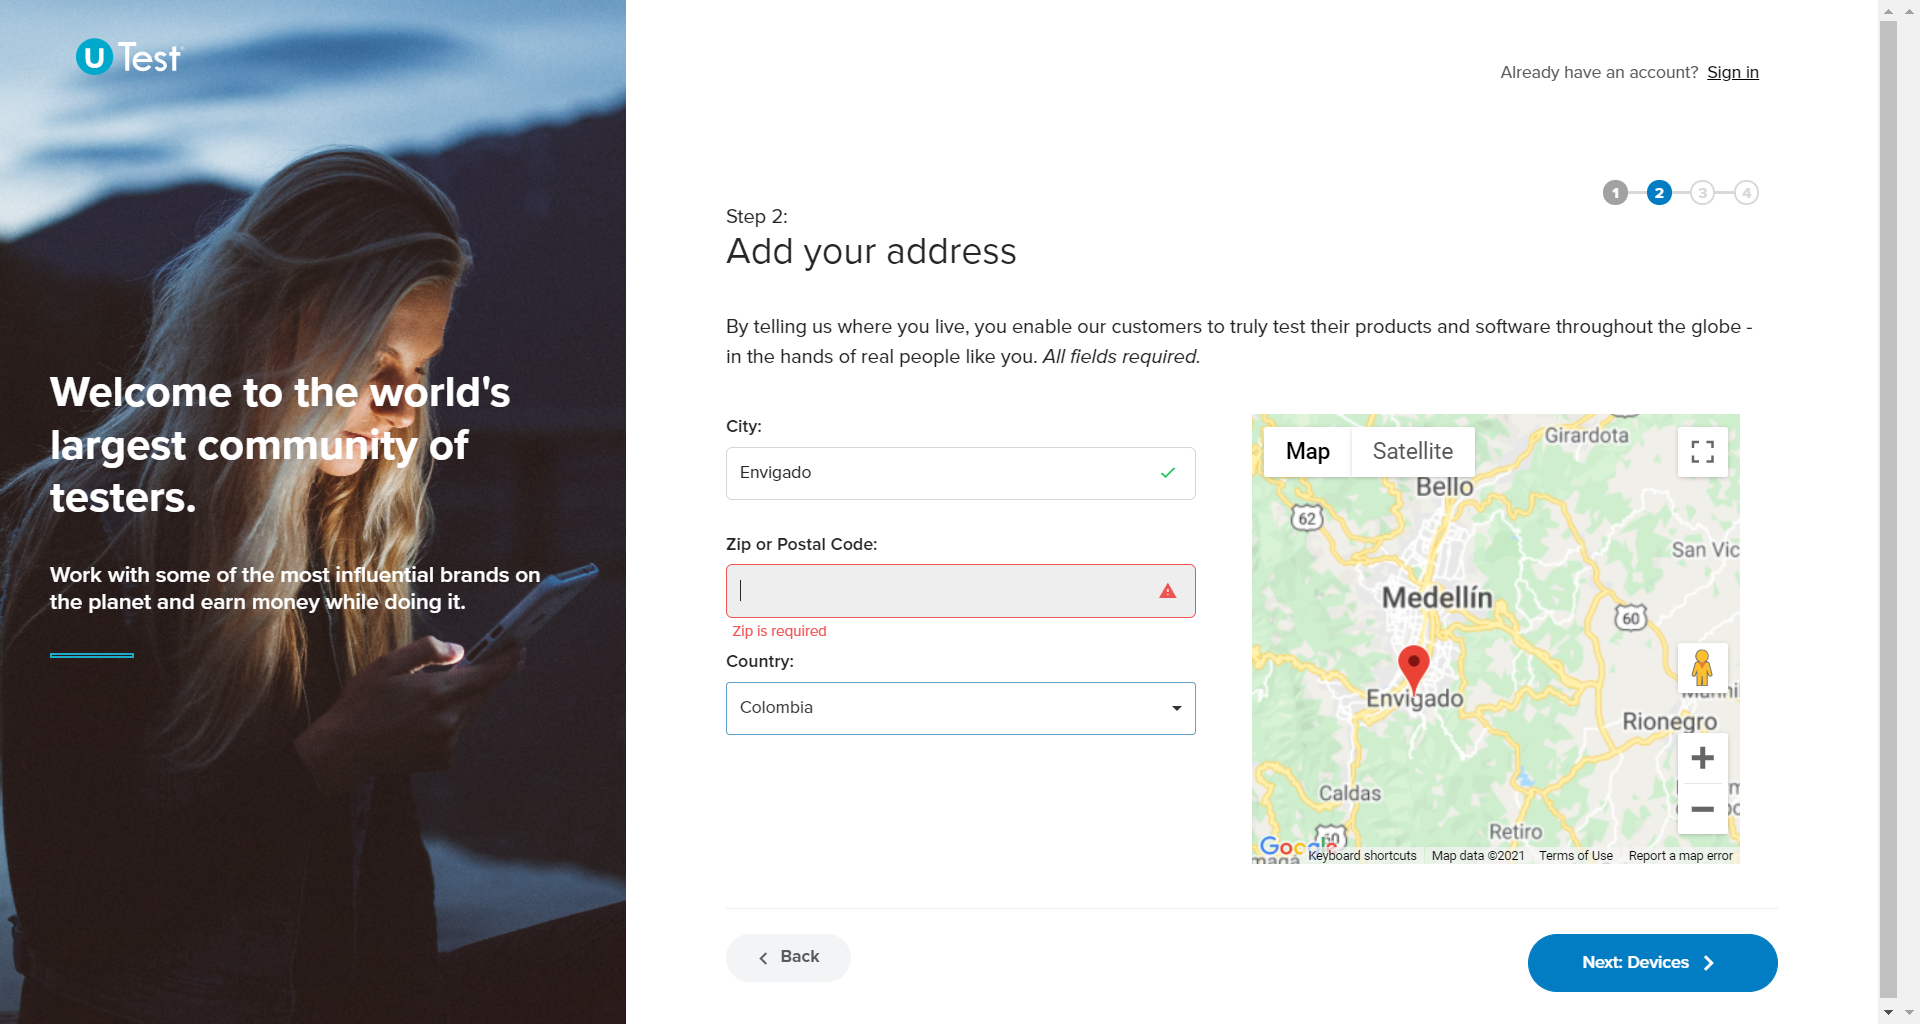 U Test
Welcome to the world's
largest community of
testers.
Work with some of the most influential brands on
the planet and earn money while doing it.
Already have an account? Sign in
1 2 3 4
Step 2:
Add your address
By telling us where you live, you enable our customers to truly test their products and software throughout the globe -
in the hands of real people like you. All fields required.
City:
Envigado
Zip or Postal Code:
Zip is required
Country:
Colombia
Map Satellite
Girardota
Bello
62
San Vic
Medellín
60
Envigado
Rionegro
Caldas
60
Retiro
Google
Keyboard shortcuts Map data ©2021 Terms of Use Report a map error
Back
Next: Devices